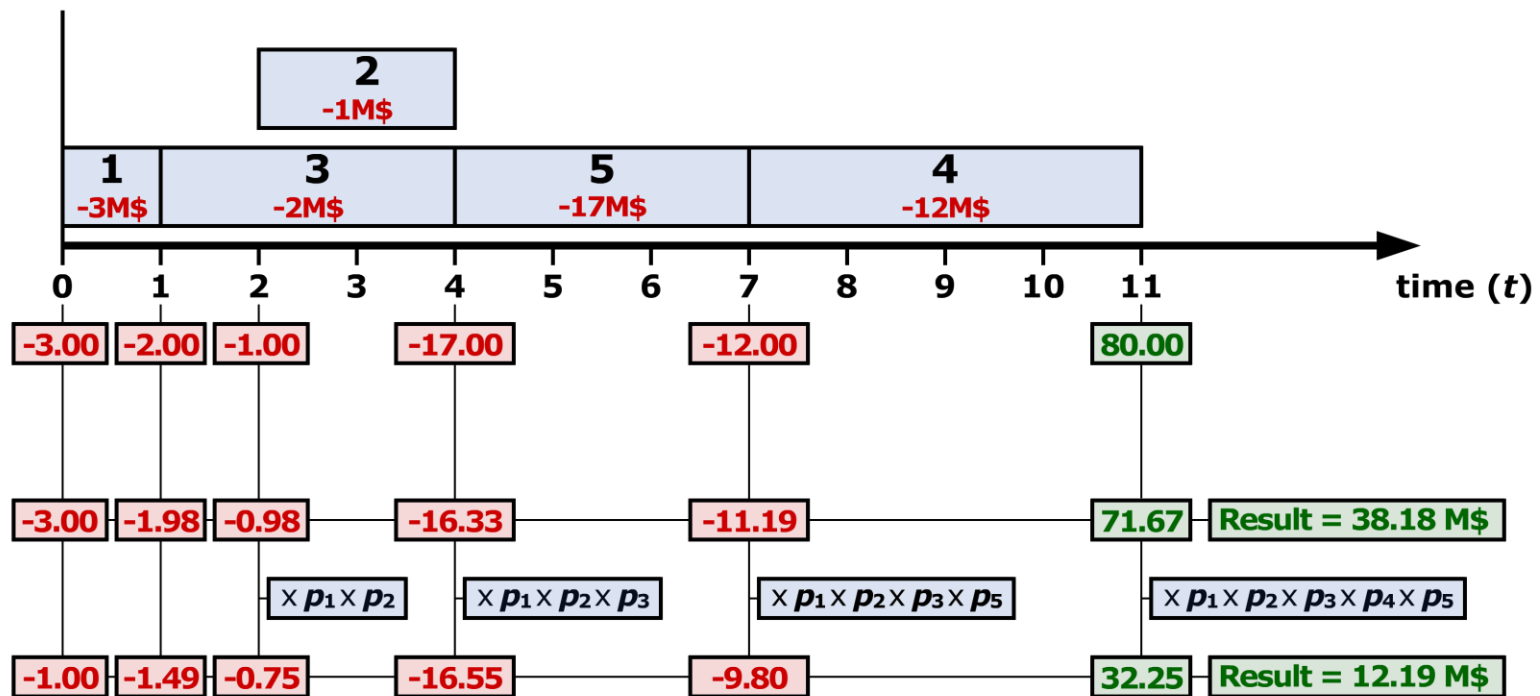 2
-1M$
1 3 5 4
-3M$ -2M$ -17M$ -12M$
0 1 2 3 4 5 6 7 8 9 10 11 time (t)
-3.00 -2.00 -1.00 -17.00 -12.00 80.00
-3.00 -1.98 -0.98 -16.33 -11.19 71.67 Result = 38.18 M$
× p₁ × p₂ × p₁ × p₂ × p₃ × p₁ × p₂ × p₃ × p₅ × p₁ × p₂ × p₃ × p₄ × p₅
-1.00 -1.49 -0.75 -16.55 -9.80 32.25 Result = 12.19 M$